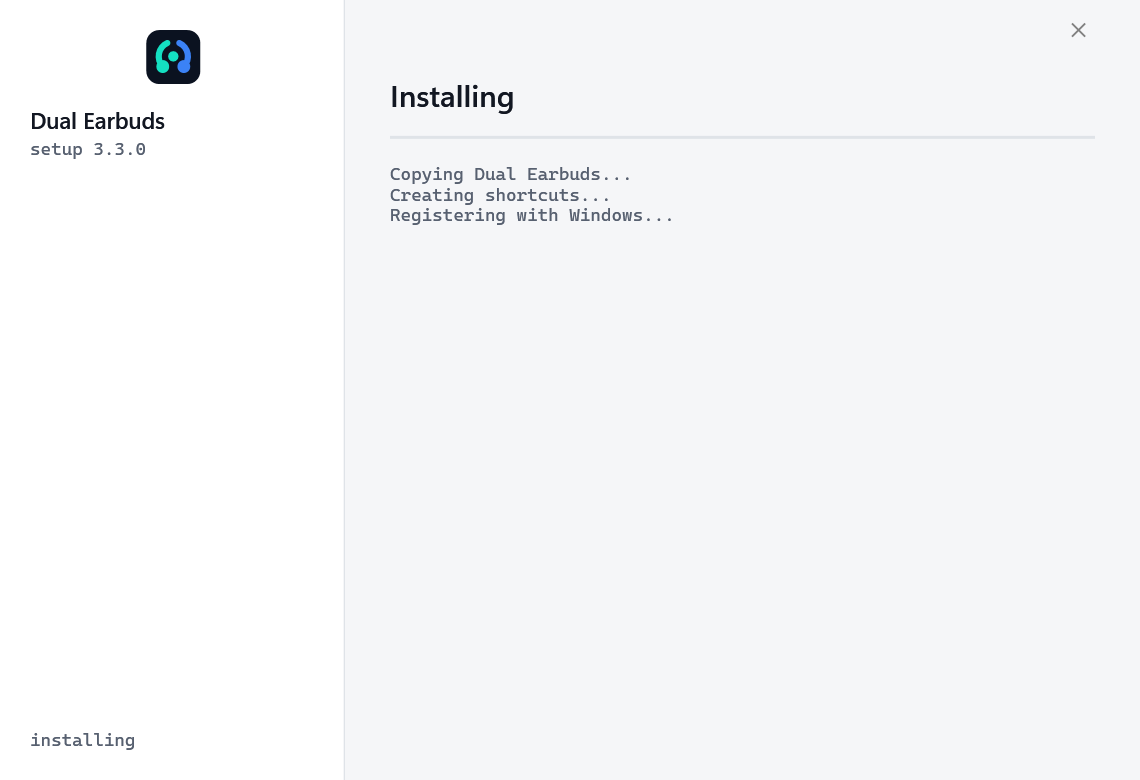 Dual Earbuds
setup 3.3.0
installing
Installing
Copying Dual Earbuds...
Creating shortcuts...
Registering with Windows...